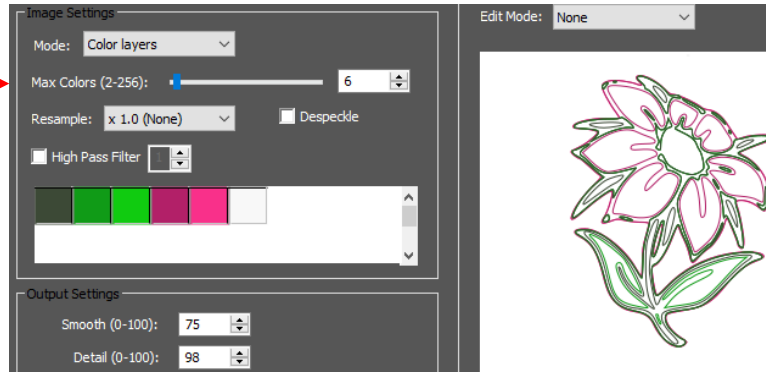 Image Settings
Mode: Color layers
Max Colors (2-256): 6
Resample: x 1.0 (None) Despeckle
High Pass Filter 1
Output Settings
Smooth (0-100): 75
Detail (0-100): 98
Edit Mode: None